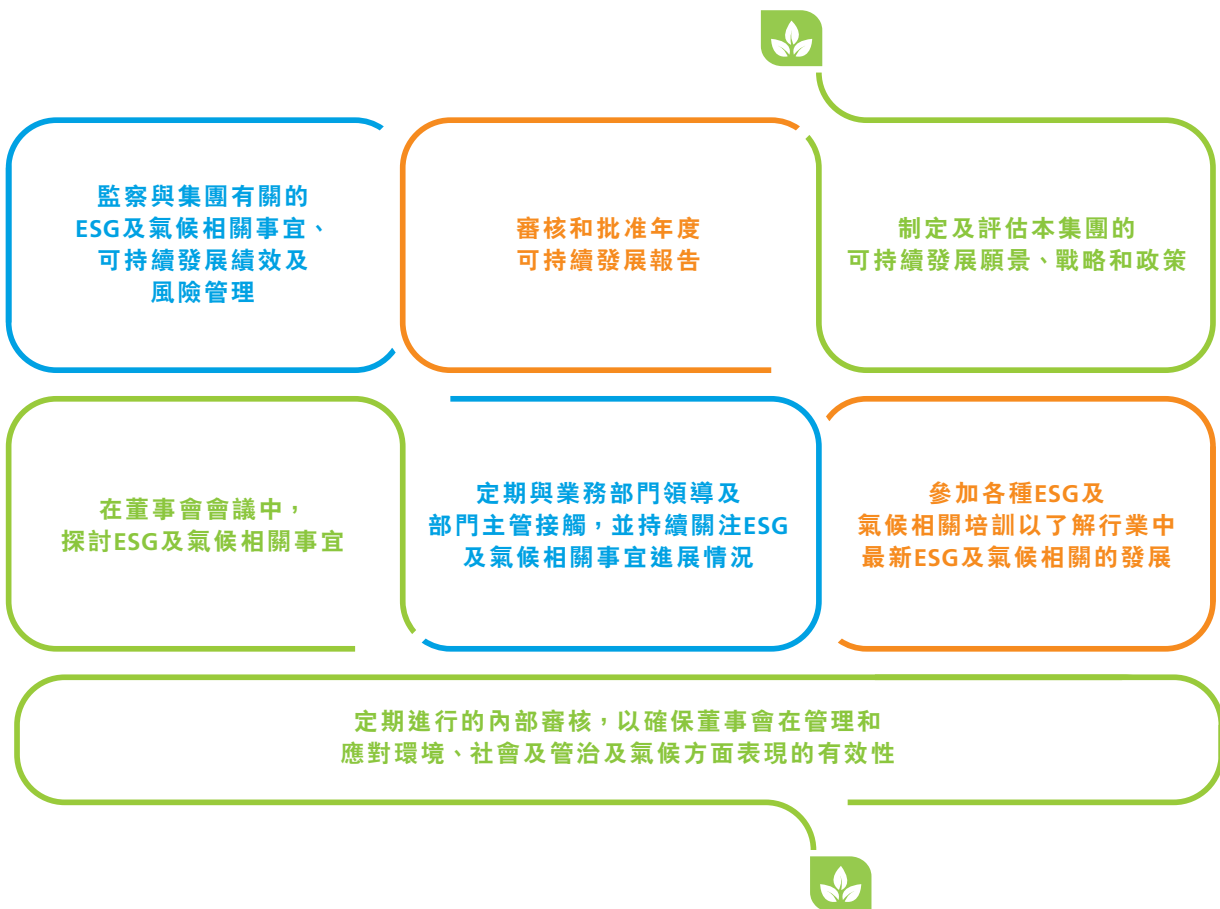 監察與集團有關的
ESG及氣候相關事宜、
可持續發展績效及
風險管理
審核和批准年度
可持續發展報告
制定及評估本集團的
可持續發展願景、戰略和政策
在董事會會議中，
探討ESG及氣候相關事宜
定期與業務部門領導及
部門主管接觸，並持續關注ESG
及氣候相關事宜進展情況
參加各種ESG及
氣候相關培訓以了解行業中
最新ESG及氣候相關的發展
定期進行的內部審核，以確保董事會在管理和
應對環境、社會及管治及氣候方面表現的有效性